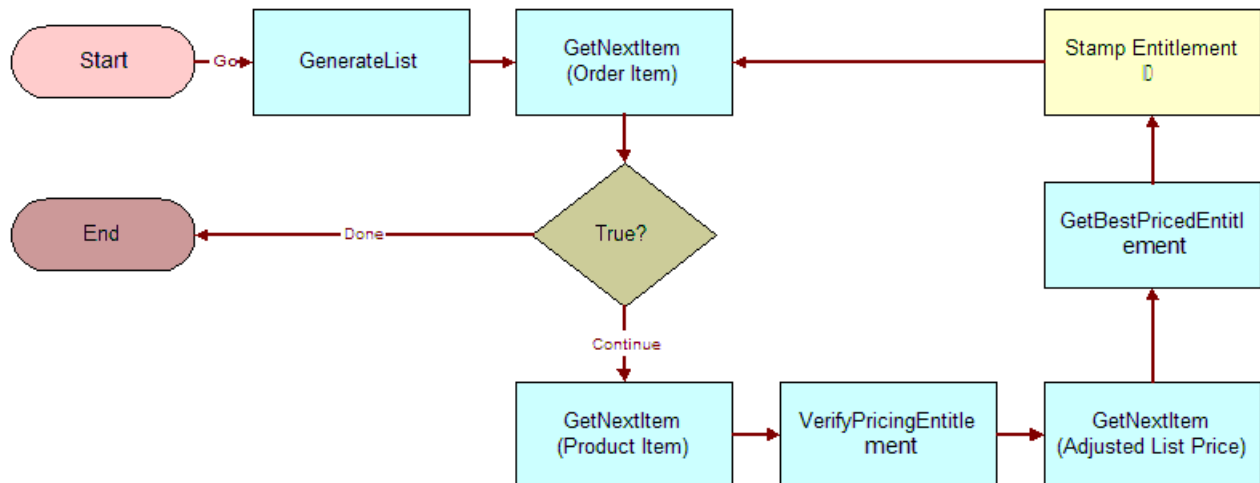 Start
Go
GenerateList
GetNextItem
(Order Item)
Stamp Entitlement
End
Done
True?
GetBestPricedEntitl
ement
Continue
GetNextItem
(Product Item)
VerifyPricingEntitle
ment
GetNextItem
(Adjusted List Price)